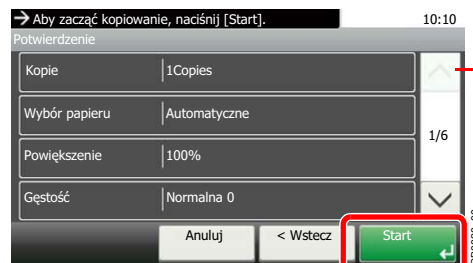 Aby zacząć kopiowanie, naciśnij [Start]. 10:10
Potwierdzenie
Kopie 1Copies
Wybór papieru Automatyczne
1/6
Powiększenie 100%
Gęstość Normalna 0
Anuluj < Wstecz Start